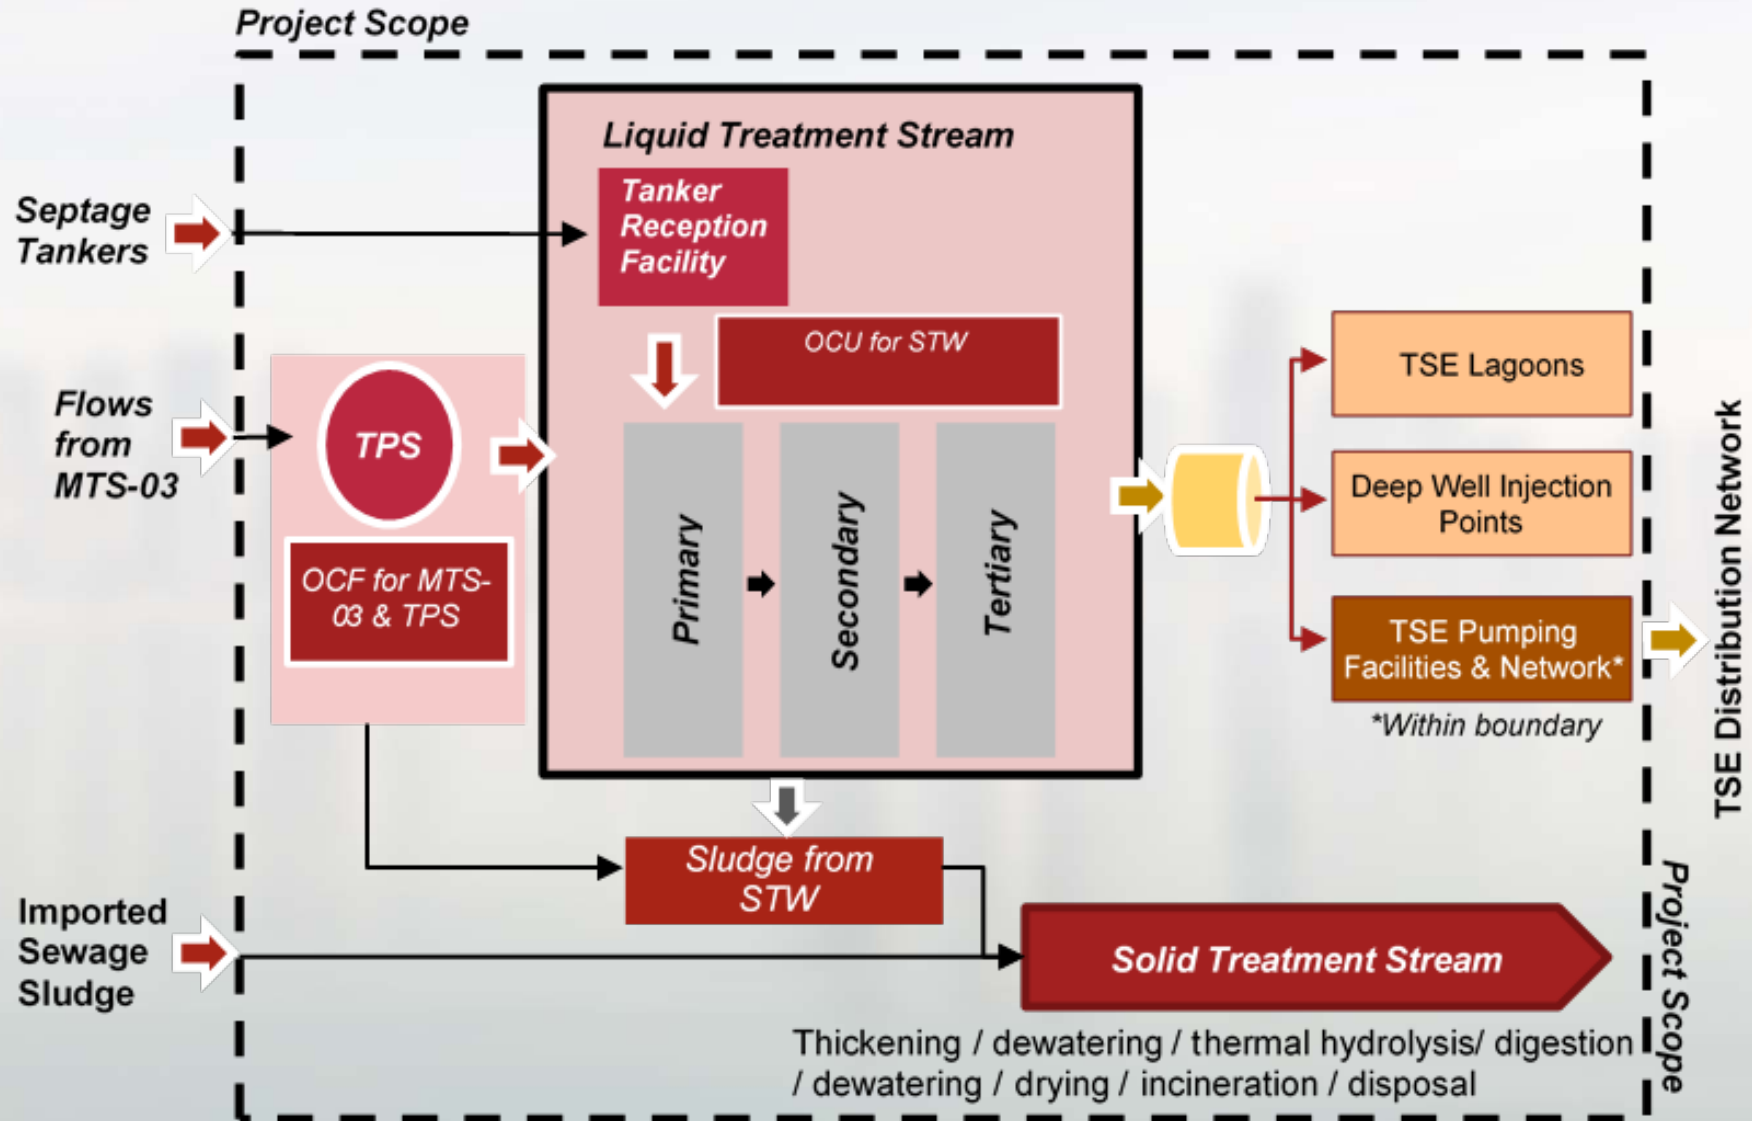 Project Scope
Liquid Treatment Stream
Septage
Tankers
Tanker
Reception
Facility
OCU for STW
Flows
from
MTS-03
TPS
OCF for MTS-
03 & TPS
Primary
Secondary
Tertiary
TSE Lagoons
Deep Well Injection
Points
TSE Pumping
Facilities & Network*
*Within boundary
TSE Distribution Network
Sludge from
STW
Imported
Sewage
Sludge
Solid Treatment Stream
Project Scope
Thickening / dewatering / thermal hydrolysis/ digestion
/ dewatering / drying / incineration / disposal